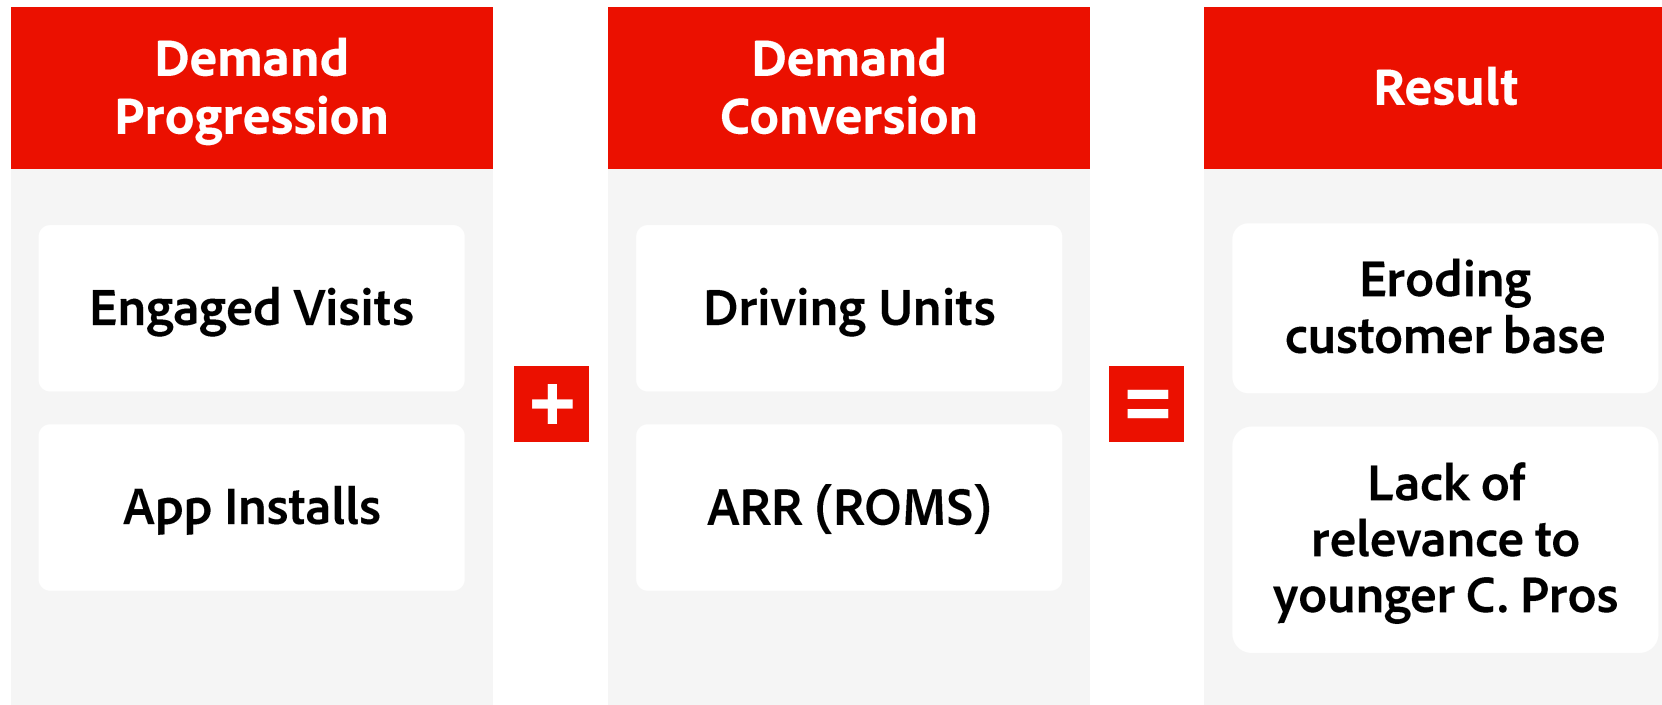 Demand
Progression
Engaged Visits
App Installs
+
Demand
Conversion
Driving Units
ARR (ROMS)
=
Result
Eroding
customer base
Lack of
relevance to
younger C. Pros